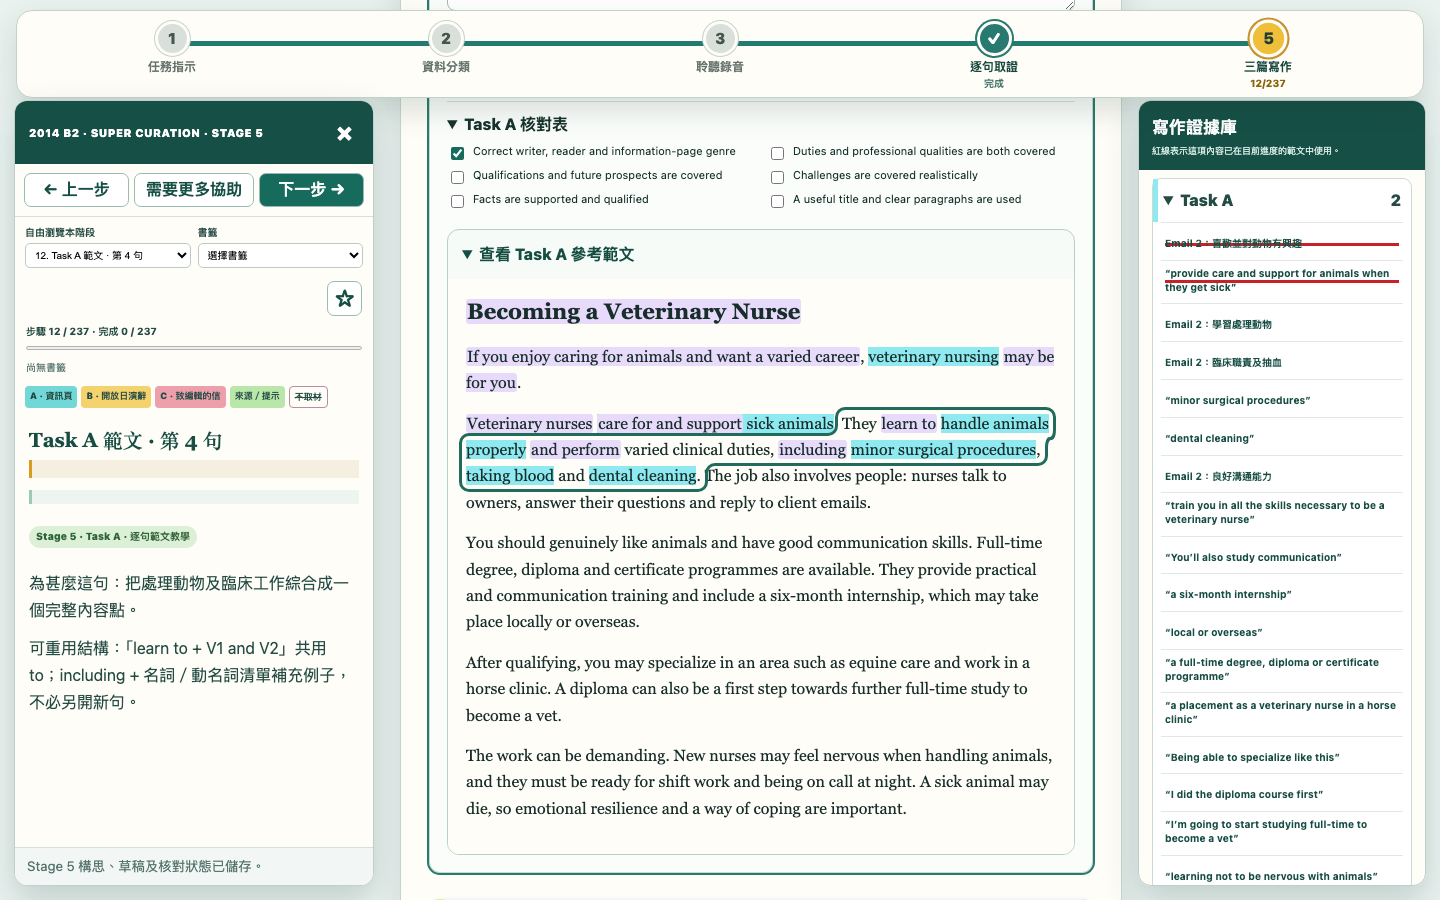 1
任務指示
2
資料分類
3
聆聽錄音
逐句取證
完成
5
三篇寫作
12/237
2014 B2 · SUPER CURATION · STAGE 5
← 上一步
需要更多協助
下一步 →
自由瀏覽本階段
書籤
12. Task A 範文 · 第 4 句
選擇書籤
步驟 12 / 237 · 完成 0 / 237
尚無書籤
A · 資訊頁
B · 開放日演辭
C · 致編輯的信
來源 / 提示
不取材
Task A 範文 · 第 4 句
Stage 5 · Task A · 逐句範文教學
為甚麼這句：把處理動物及臨床工作綜合成一
個完整內容點。
可重用結構：「learn to + V1 and V2」共用
to；including + 名詞 / 動名詞清單補充例子，
不必另開新句。
Stage 5 構思、草稿及核對狀態已儲存。
Task A 核對表
Correct writer, reader and information-page genre
Duties and professional qualities are both covered
Qualifications and future prospects are covered
Challenges are covered realistically
Facts are supported and qualified
A useful title and clear paragraphs are used
查看 Task A 參考範文
Becoming a Veterinary Nurse
If you enjoy caring for animals and want a varied career, veterinary nursing may be
for you.
Veterinary nurses care for and support sick animals. They learn to handle animals
properly and perform varied clinical duties, including minor surgical procedures,
taking blood and dental cleaning. The job also involves people: nurses talk to
owners, answer their questions and reply to client emails.
You should genuinely like animals and have good communication skills. Full-time
degree, diploma and certificate programmes are available. They provide practical
and communication training and include a six-month internship, which may take
place locally or overseas.
After qualifying, you may specialize in an area such as equine care and work in a
horse clinic. A diploma can also be a first step towards further full-time study to
become a vet.
The work can be demanding. New nurses may feel nervous when handling animals,
and they must be ready for shift work and being on call at night. A sick animal may
die, so emotional resilience and a way of coping are important.
寫作證據庫
紅線表示這項內容已在目前進度的範文中使用。
Task A
2
Email 2：喜歡並對動物有興趣
“provide care and support for animals when
they get sick”
Email 2：學習處理動物
Email 2：臨床職責及抽血
“minor surgical procedures”
“dental cleaning”
Email 2：良好溝通能力
“train you in all the skills necessary to be a
veterinary nurse”
“You’ll also study communication”
“a six-month internship”
“local or overseas”
“a full-time degree, diploma or certificate
programme”
“a placement as a veterinary nurse in a horse
clinic”
“Being able to specialize like this”
“I did the diploma course first”
“I’m going to start studying full-time to
become a vet”
“learning not to be nervous with animals”